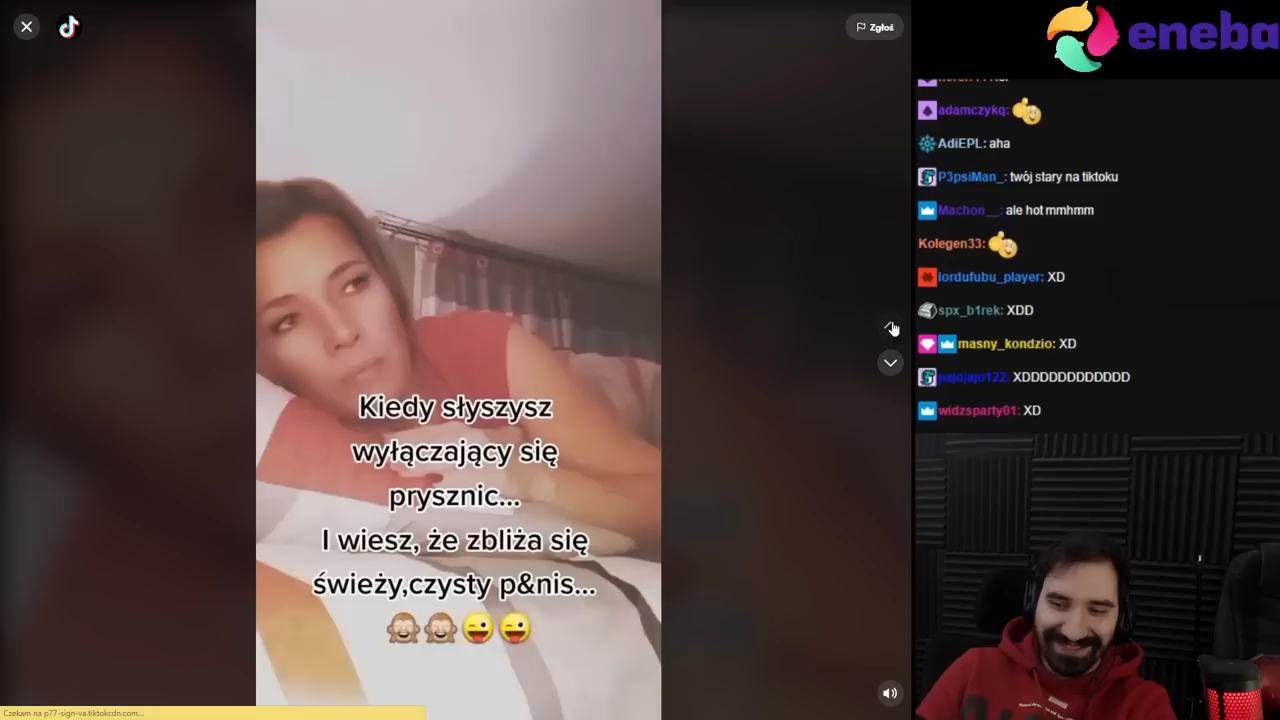 Zgłoś
eneba
adamczykq:
AdiEPL: aha
P3psiMan_: twój stary na tiktoku
Machon__: ale hot mmhmm
Kolegen33:
lordufubu_player: XD
spx_b1rek: XDD
masny_kondzio: XD
pajojajo122: XDDDDDDDDDDDD
widzsparty01: XD
Kiedy słyszysz
wyłączający się
prysznic...
I wiesz, że zbliża się
świeży,czysty p&nis...
Czekam na p77-sign-va.tiktokcdn.com...